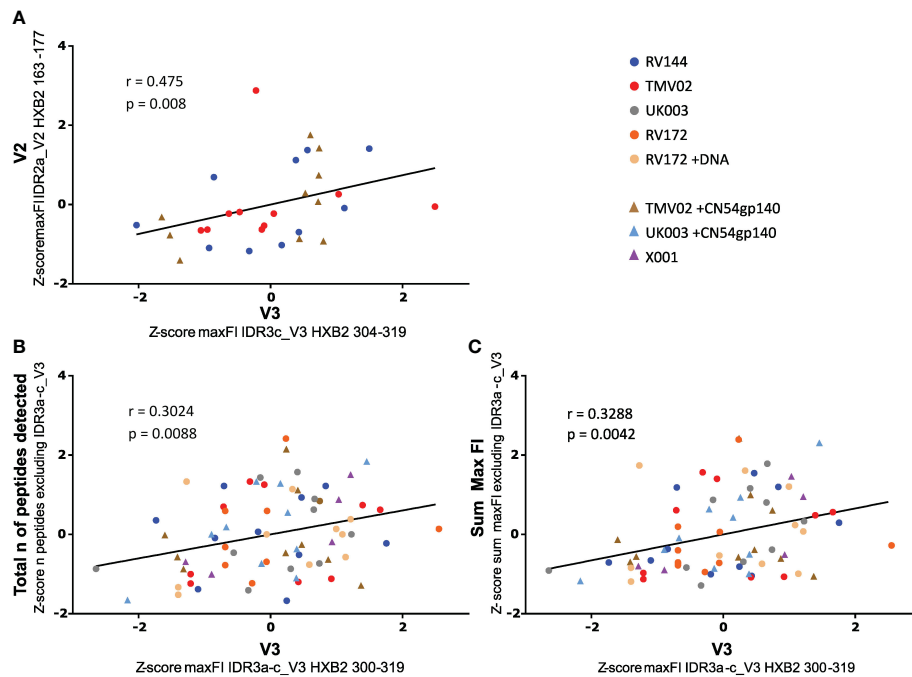 A
4
2
0
-2
V2
Z-scoremaxFI IDR2a_V2 HXB2 163 -177
r = 0.475
p = 0.008
-2
0
2
V3
Z-score maxFI IDR3c_V3 HXB2 304-319
RV144
TMV02
UK003
RV172
RV172 +DNA
TMV02 +CN54gp140
UK003 +CN54gp140
X001
B
4
2
0
-2
Total n of peptides detected
Z-score n peptides excluding IDR3a-c_V3
r = 0.3024
p = 0.0088
-2
0
2
V3
Z-score maxFI IDR3a-c_V3 HXB2 300-319
C
4
2
0
-2
Sum Max FI
Z- score sum maxFI excluding IDR3a -c_V3
r = 0.3288
p = 0.0042
-2
0
2
V3
Z-score maxFI IDR3a-c_V3 HXB2 300-319